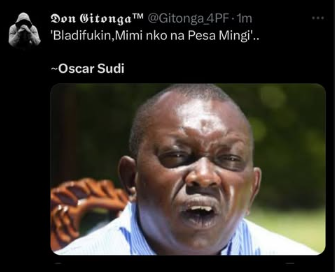 𝕯𝖔𝖓 𝕲𝖎𝖙𝖔𝖓𝖌𝖆™ @Gitonga_4PF · 1m
'Bladifukin,Mimi nko na Pesa Mingi'..
~Oscar Sudi